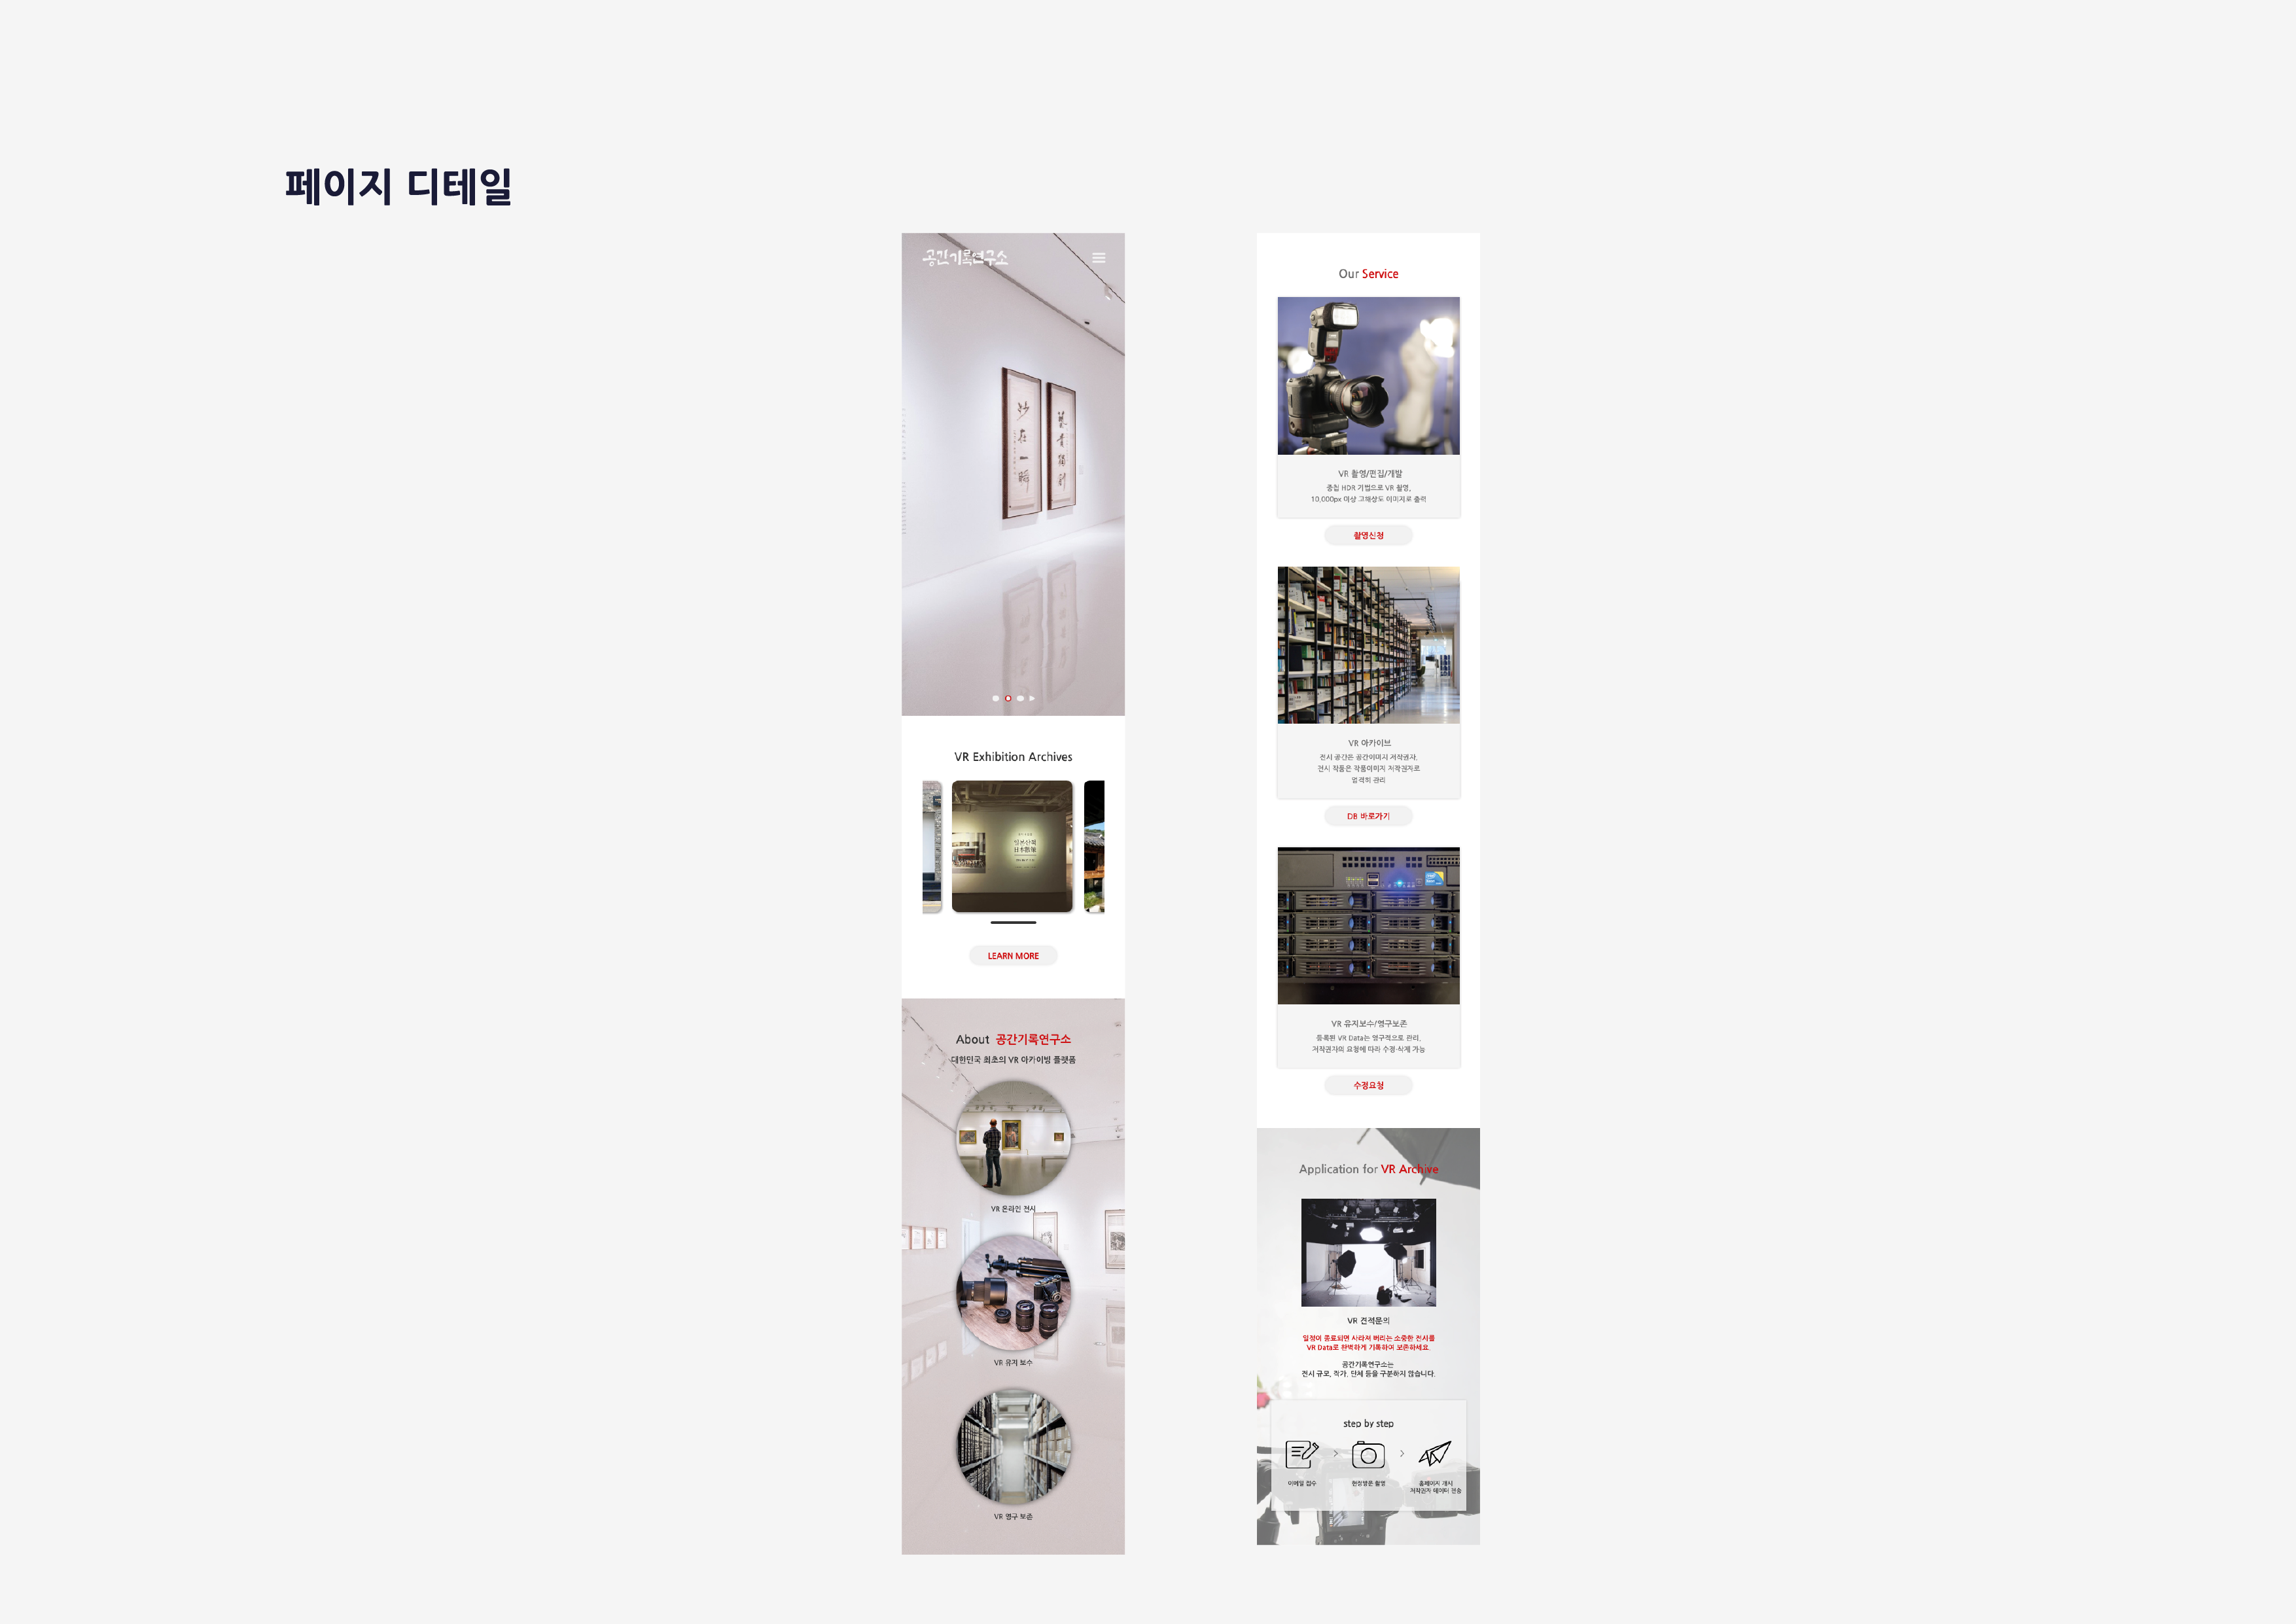 페이지 디테일
공간기록연구소
VR Exhibition Archives
LEARN MORE
About 공간기록연구소
대한민국 최초의 VR 아카이빙 플랫폼
VR 온라인 전시
VR 유지 보수
VR 영구 보존
Our Service
VR 촬영/편집/개발
중첩 HDR 기법으로 VR 촬영,
10,000px 이상 고해상도 이미지로 출력
촬영신청
VR 아카이브
전시 공간은 공간이미지 저작권자,
전시 작품은 작품이미지 저작권자로
엄격히 관리
DB 바로가기
VR 유지보수/영구보존
등록된 VR Data는 영구적으로 관리,
저작권자의 요청에 따라 수정·삭제 가능
수정요청
Application for VR Archive
VR 견적문의
일정이 종료되면 사라져 버리는 소중한 전시를
VR Data로 완벽하게 기록하여 보존하세요.
공간기록연구소는
전시 규모, 작가, 단체 등을 구분하지 않습니다.
step by step
이메일 접수
현장방문 촬영
홈페이지 게시
저작권자 데이터 전송